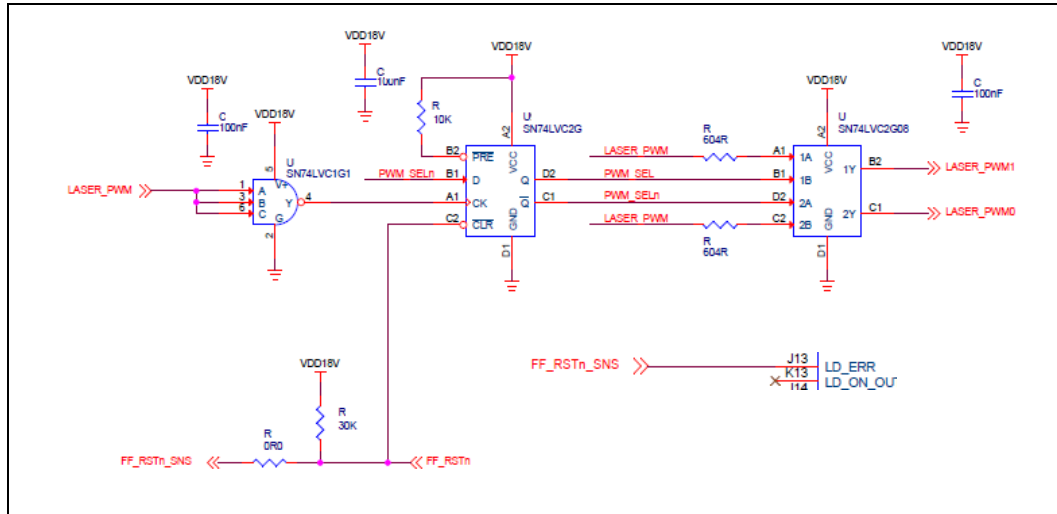 VDD18V
C
100nF
VDD18V
U
SN74LVC1G1
LASER_PWM
1
3
6
A
B
C
V+
Y
G
5
4
2
VDD18V
C
100nF
VDD18V
R
10K
U
SN74LVC2G
A2
B2
PRE
VCC
PWM_SELn
B1
D
A1
CK
C2
CLR
GND
D1
Q
D2
PWM_SEL
Q
C1
PWM_SELn
LASER_PWM
R
604R
LASER_PWM
R
604R
VDD18V
U
SN74LVC2G08
A2
A1
1A
VCC
B1
1B
D2
2A
C2
2B
GND
D1
1Y
B2
LASER_PWM1
2Y
C1
LASER_PWM0
VDD18V
C
100nF
VDD18V
R
30K
FF_RSTn_SNS
R
0R0
FF_RSTn
FF_RSTn_SNS
J13
LD_ERR
K13
LD_ON_OUT